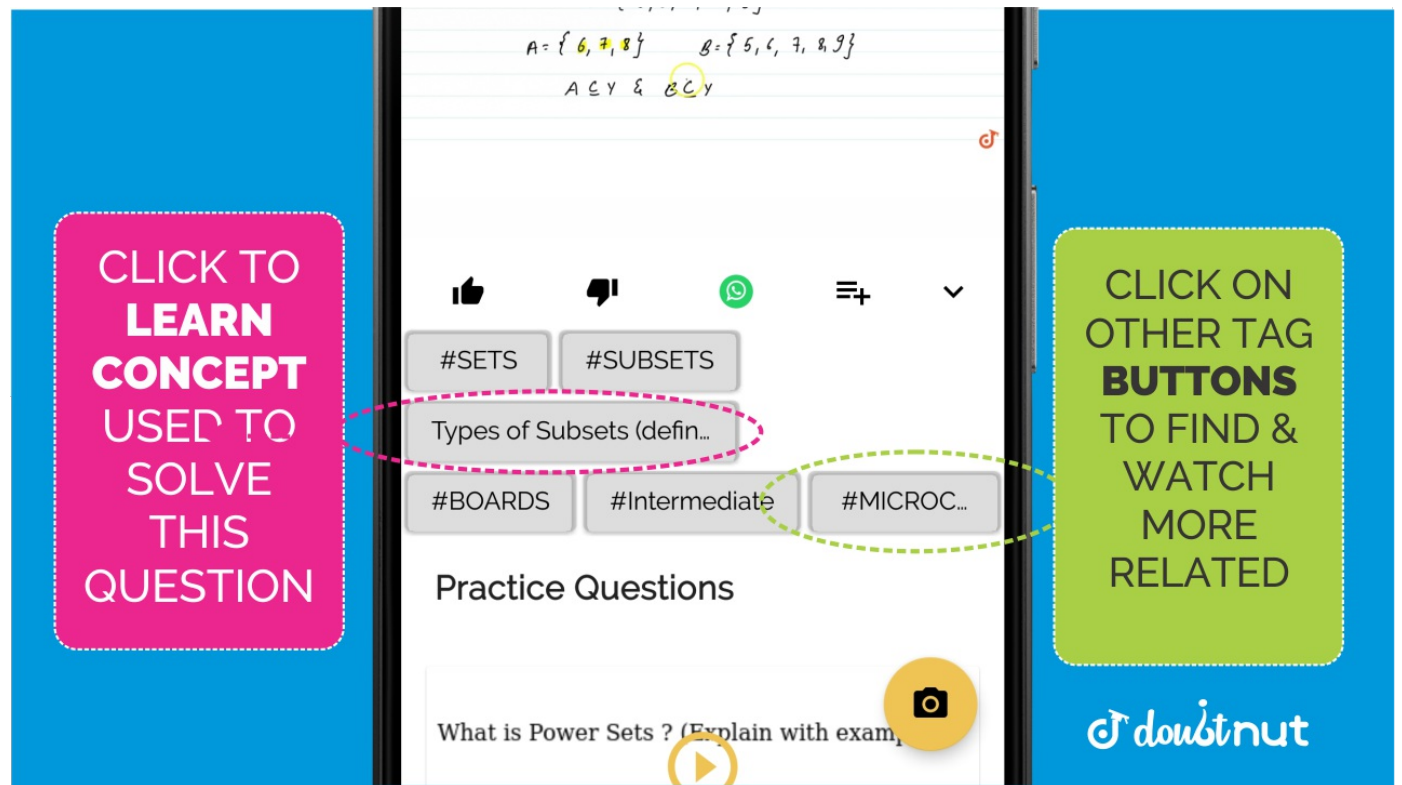 A = { 6, 7, 8}    B = { 5, 6, 7, 8, 9}
A ⊆ Y & B ⊆ Y
CLICK TO
LEARN
CONCEPT
USED TO
SOLVE
THIS
QUESTION
#SETS
#SUBSETS
Types of Subsets (defin...
#BOARDS
#Intermediate
#MICROC...
Practice Questions
What is Power Sets ? (Explain with exam
CLICK ON
OTHER TAG
BUTTONS
TO FIND &
WATCH
MORE
RELATED
doubtnut